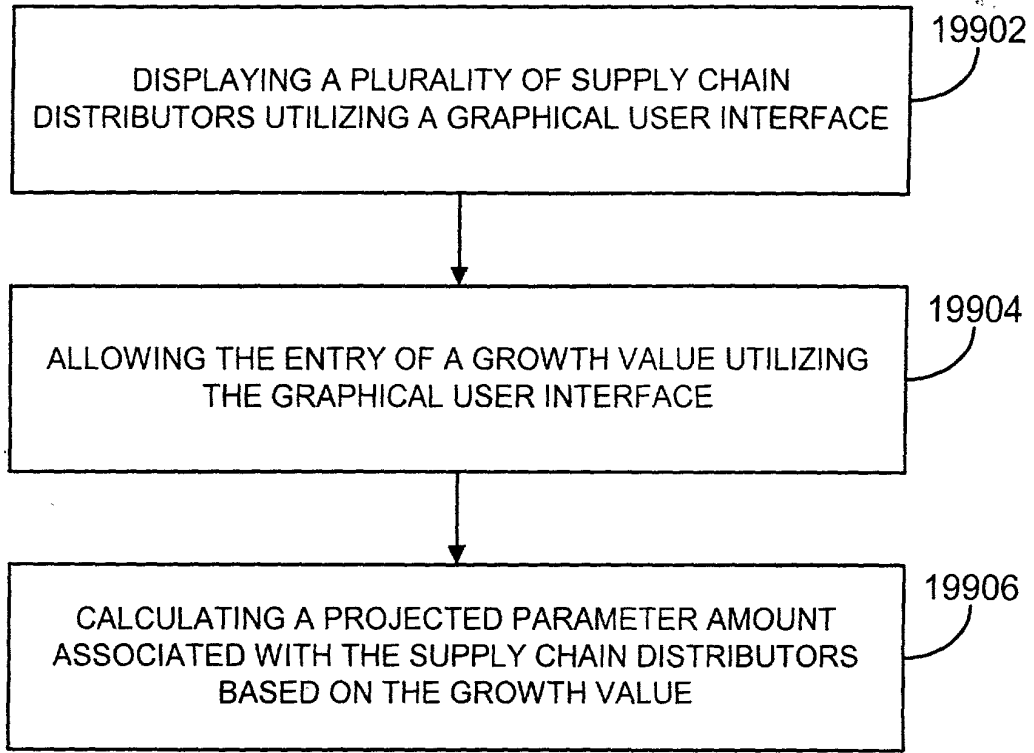 19902
DISPLAYING A PLURALITY OF SUPPLY CHAIN
DISTRIBUTORS UTILIZING A GRAPHICAL USER INTERFACE
19904
ALLOWING THE ENTRY OF A GROWTH VALUE UTILIZING
THE GRAPHICAL USER INTERFACE
19906
CALCULATING A PROJECTED PARAMETER AMOUNT
ASSOCIATED WITH THE SUPPLY CHAIN DISTRIBUTORS
BASED ON THE GROWTH VALUE